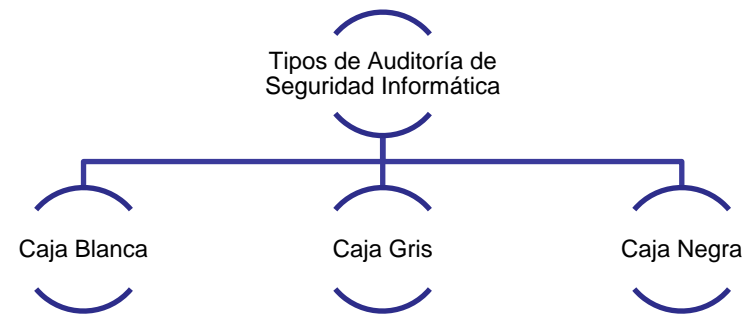 Tipos de Auditoría de
Seguridad Informática
Caja Blanca
Caja Gris
Caja Negra